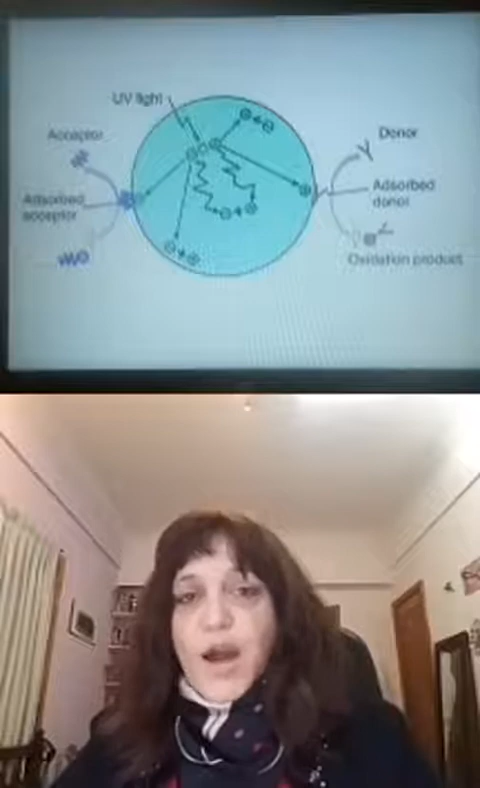 UV light
Acceptor
Donor
Adsorbed
acceptor
Adsorbed
donor
Oxidation product